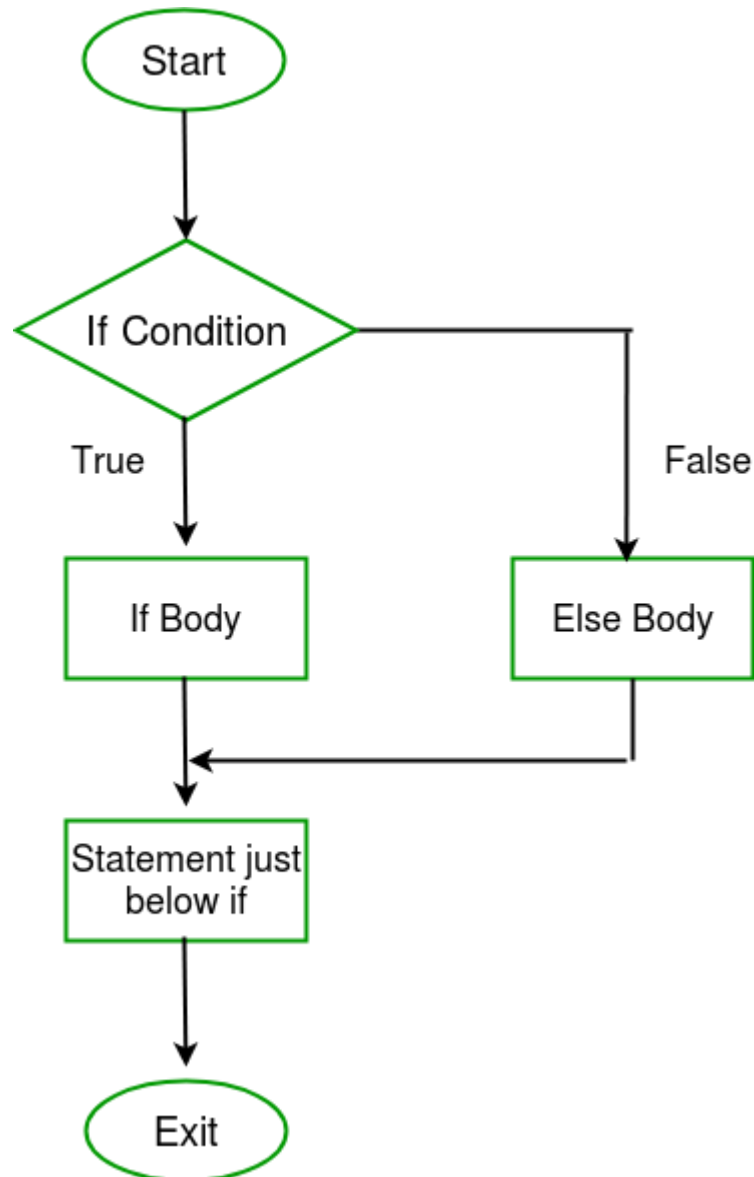 Start
If Condition
True
False
If Body
Else Body
Statement just
below if
Exit